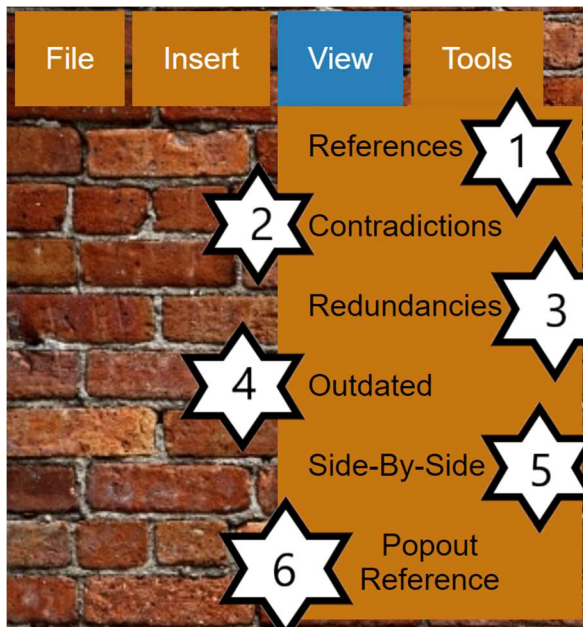 File Insert View Tools
References 1
2 Contradictions
Redundancies 3
4 Outdated
Side-By-Side 5
6 Popout
Reference